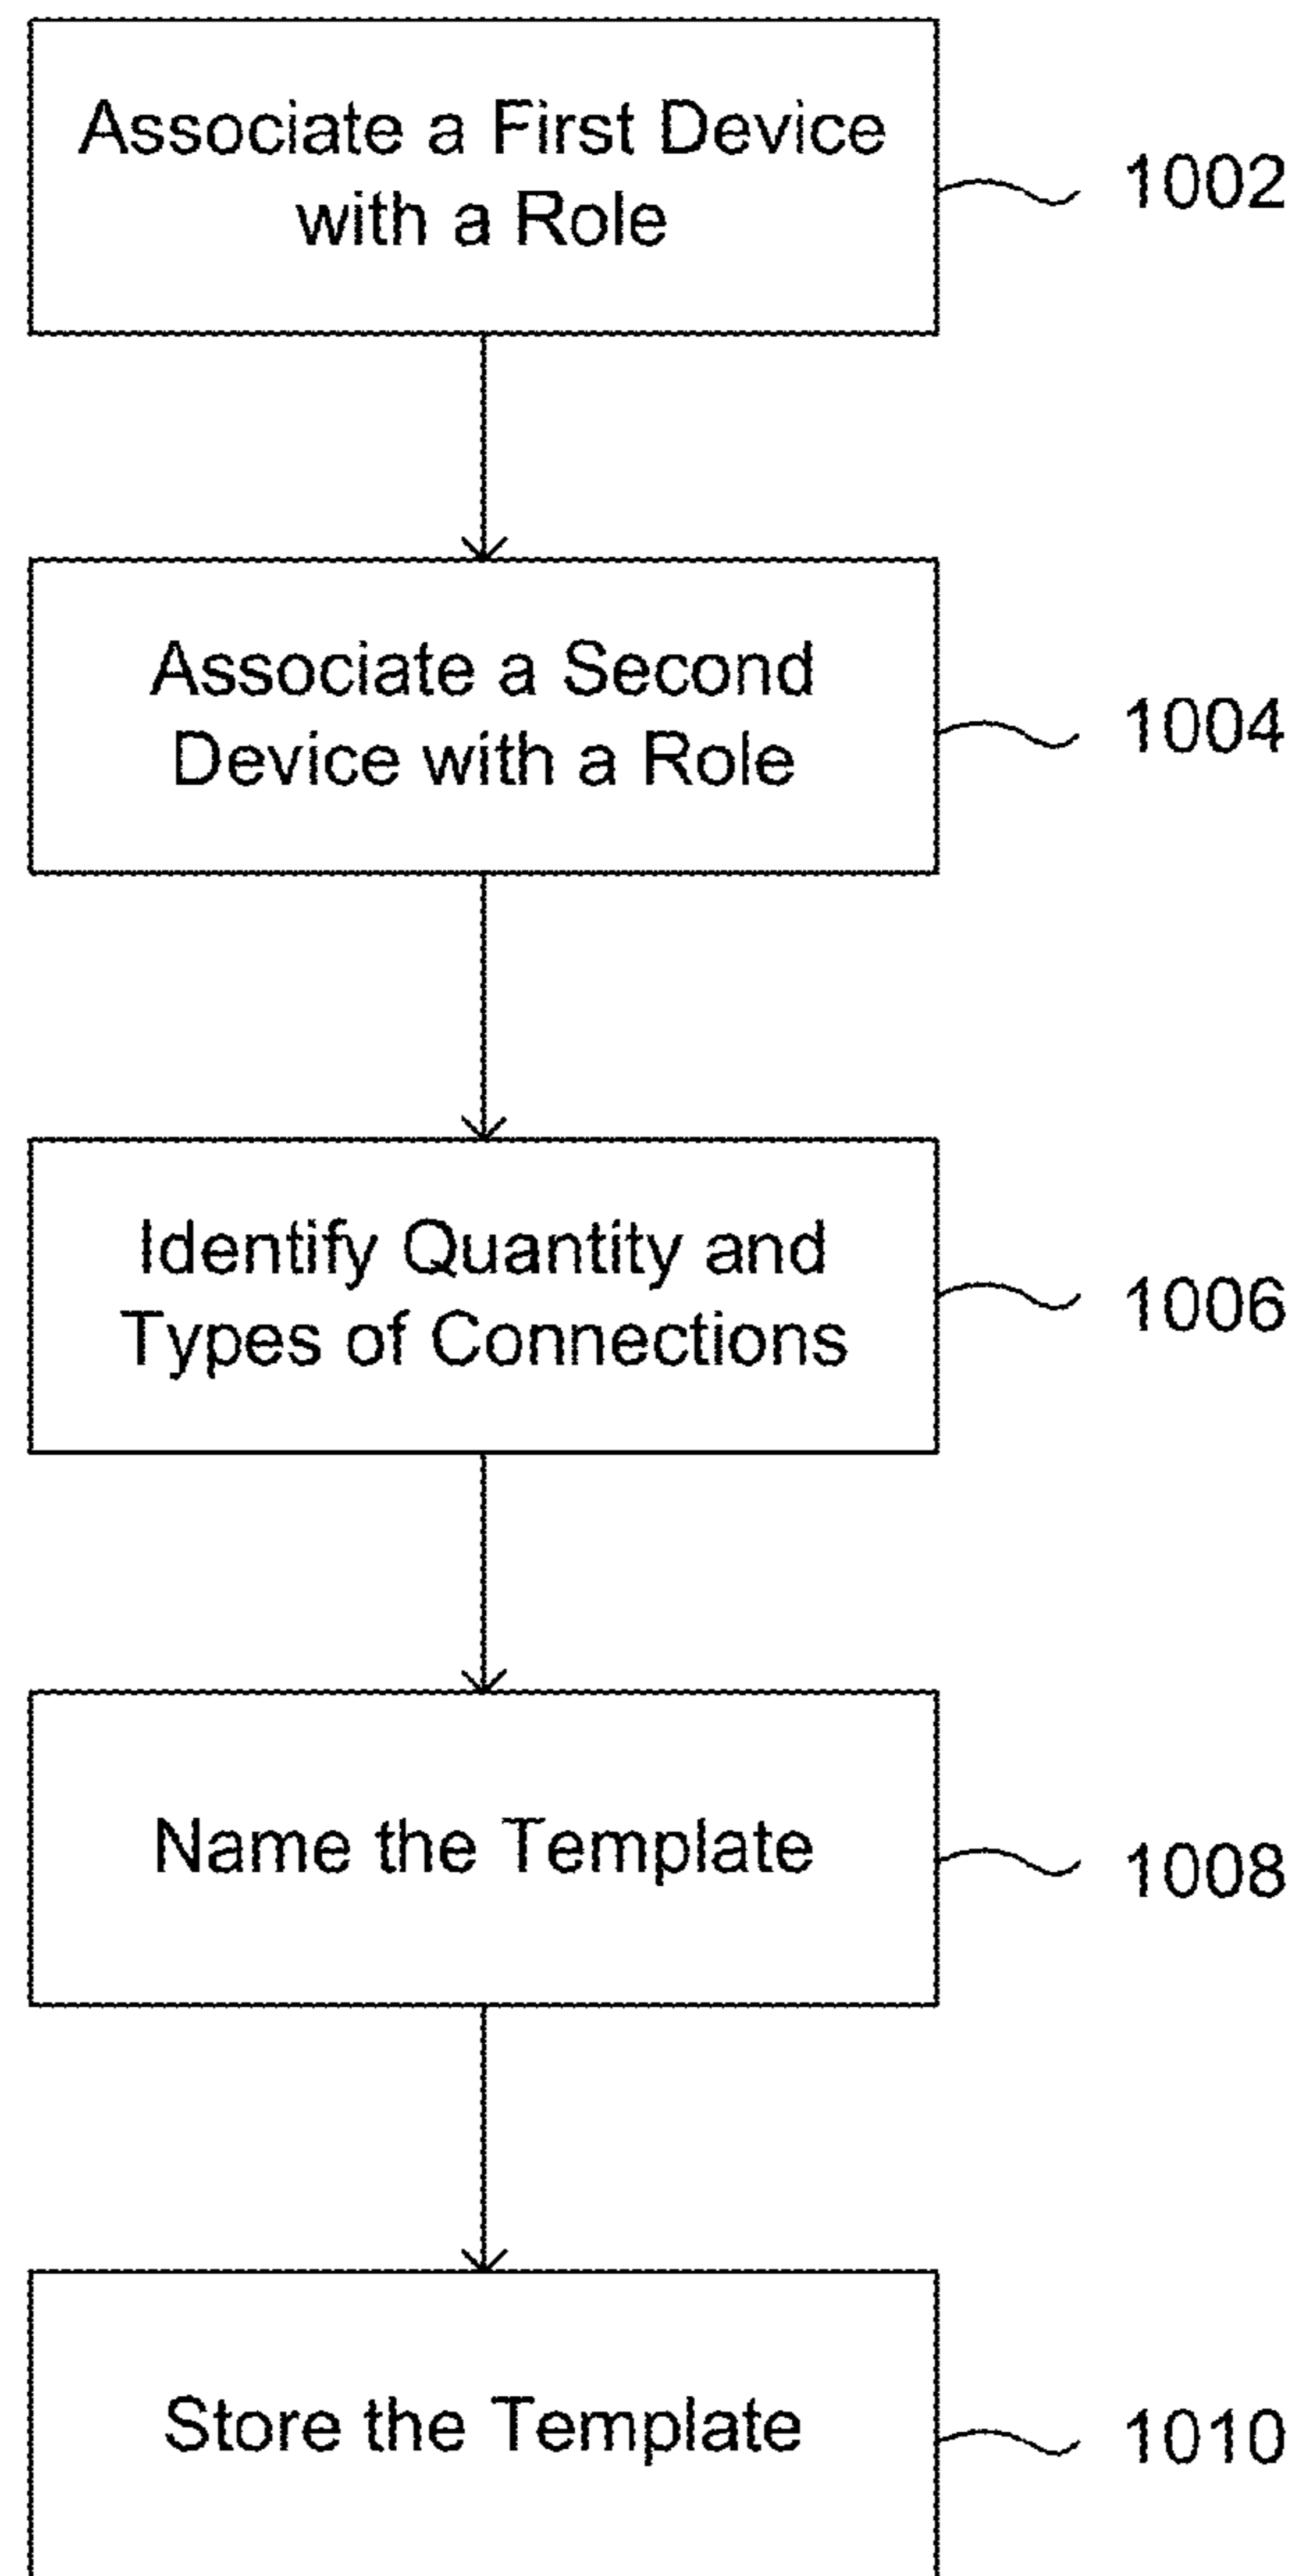 Associate a First Device
with a Role
1002
Associate a Second
Device with a Role
1004
Identify Quantity and
Types of Connections
1006
Name the Template
1008
Store the Template
1010